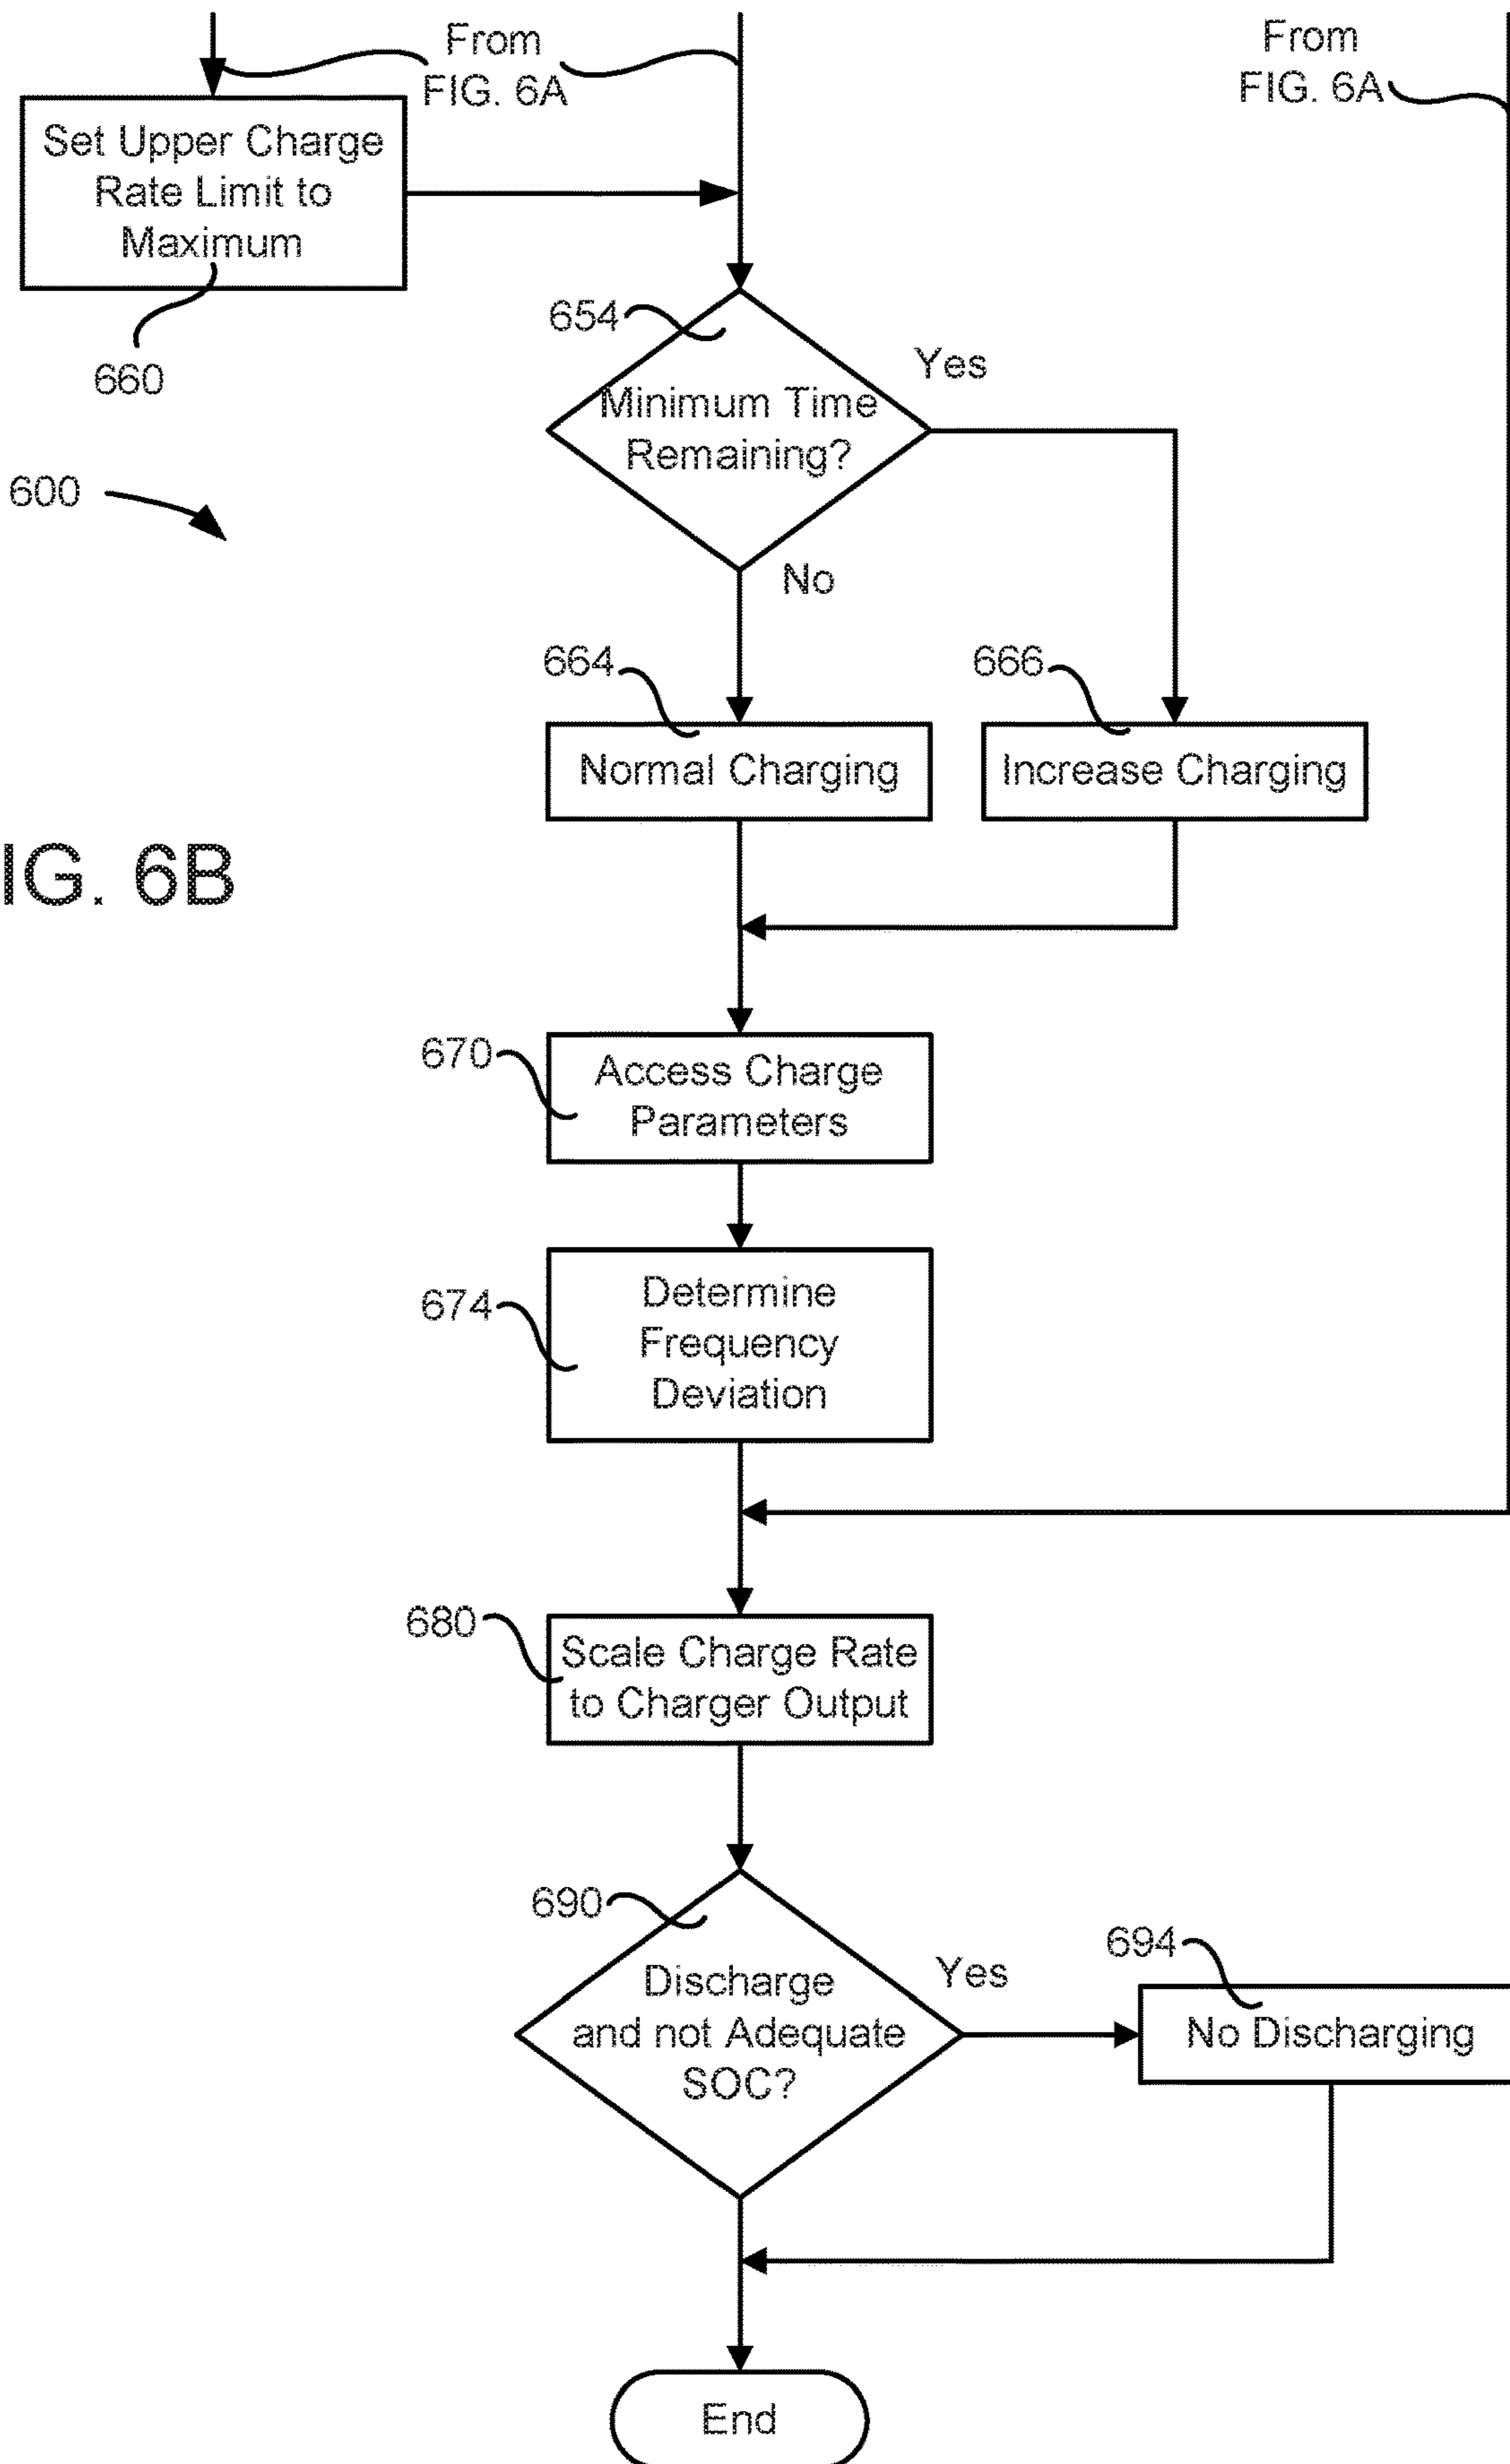 From
FIG. 6A
From
FIG. 6A
Set Upper Charge
Rate Limit to
Maximum
660
654
Minimum Time
Remaining?
Yes
No
600
664
Normal Charging
666
Increase Charging
IG. 6B
670
Access Charge
Parameters
674
Determine
Frequency
Deviation
680
Scale Charge Rate
to Charger Output
690
Discharge
and not Adequate
SOC?
Yes
694
No Discharging
End